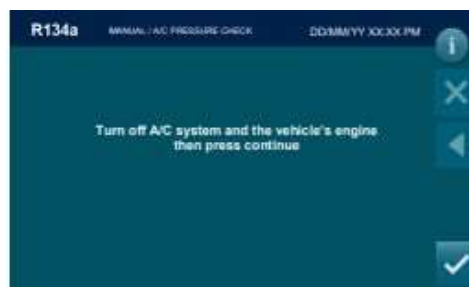 R134a MANUAL / A/C PRESSURE CHECK DD/MM/YY XX:XX PM
Turn off A/C system and the vehicle's engine
then press continue